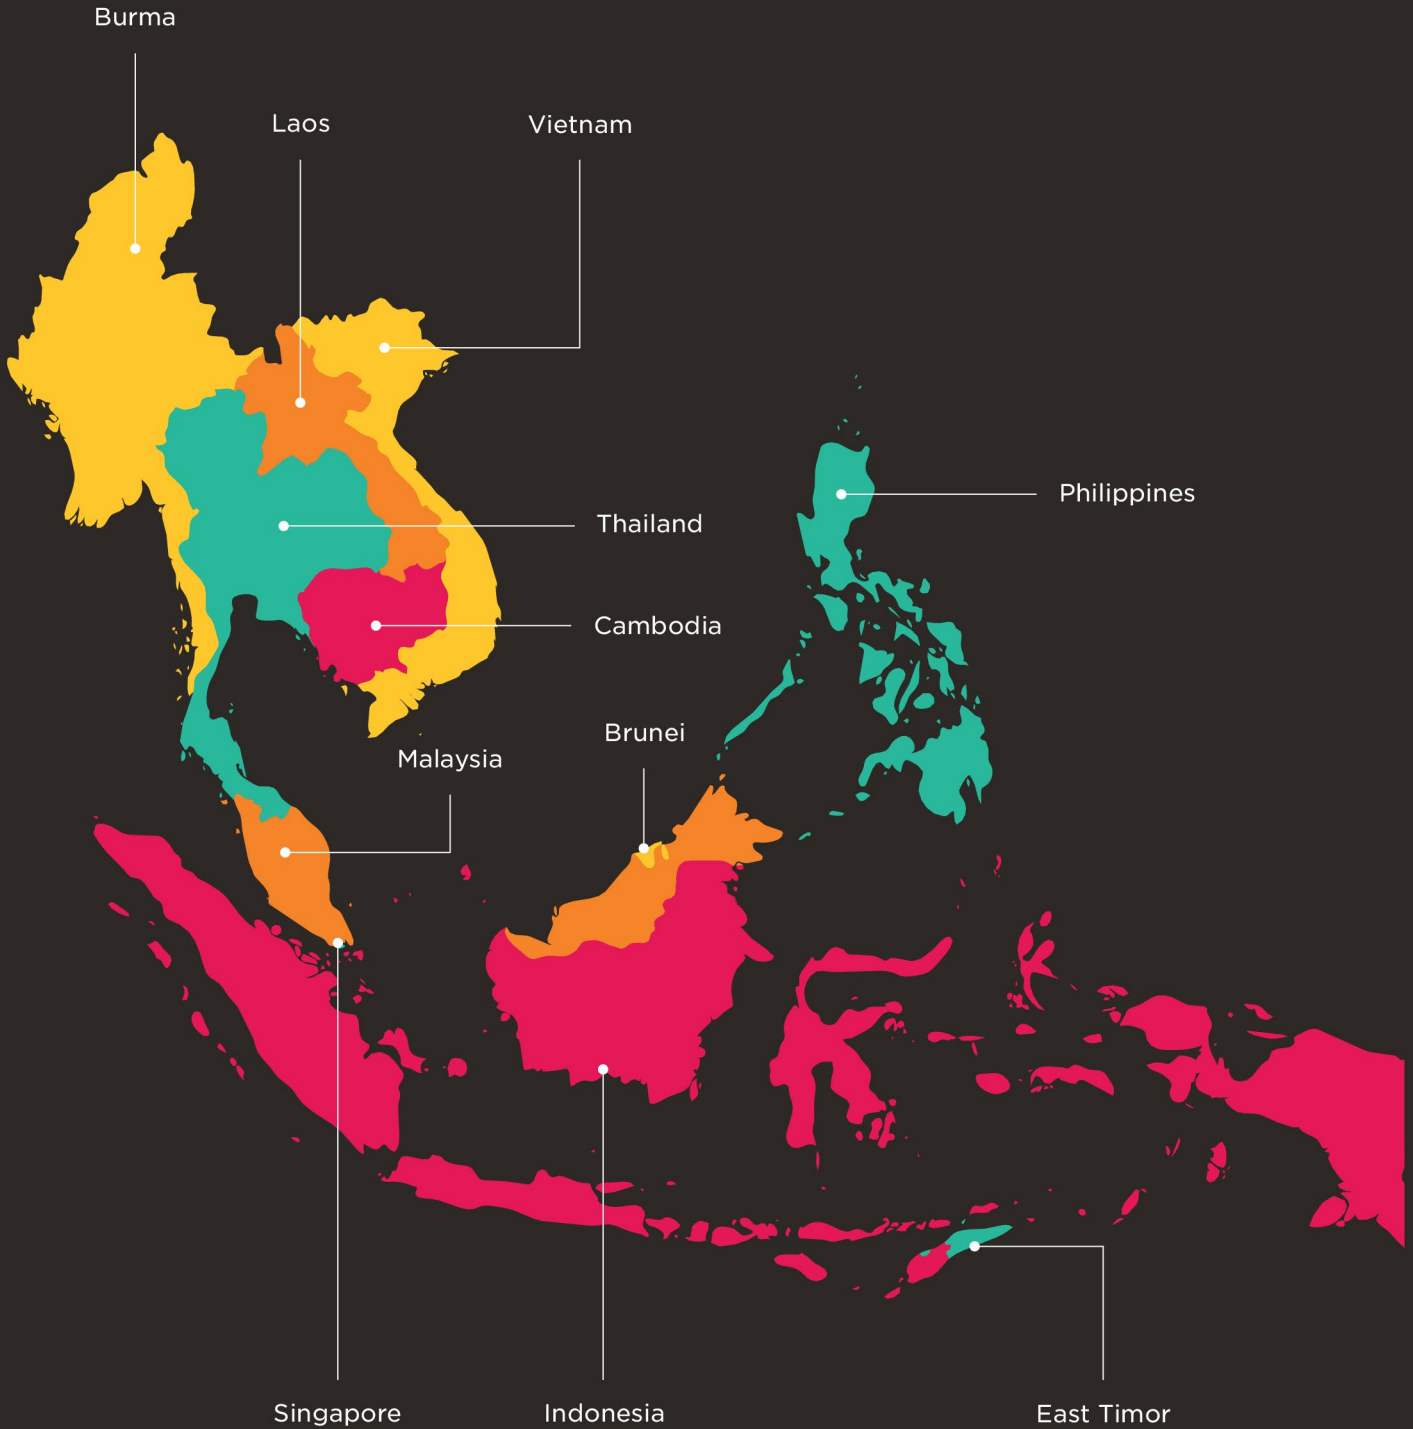 Burma
Laos
Vietnam
Philippines
Thailand
Cambodia
Brunei
Malaysia
Singapore
Indonesia
East Timor